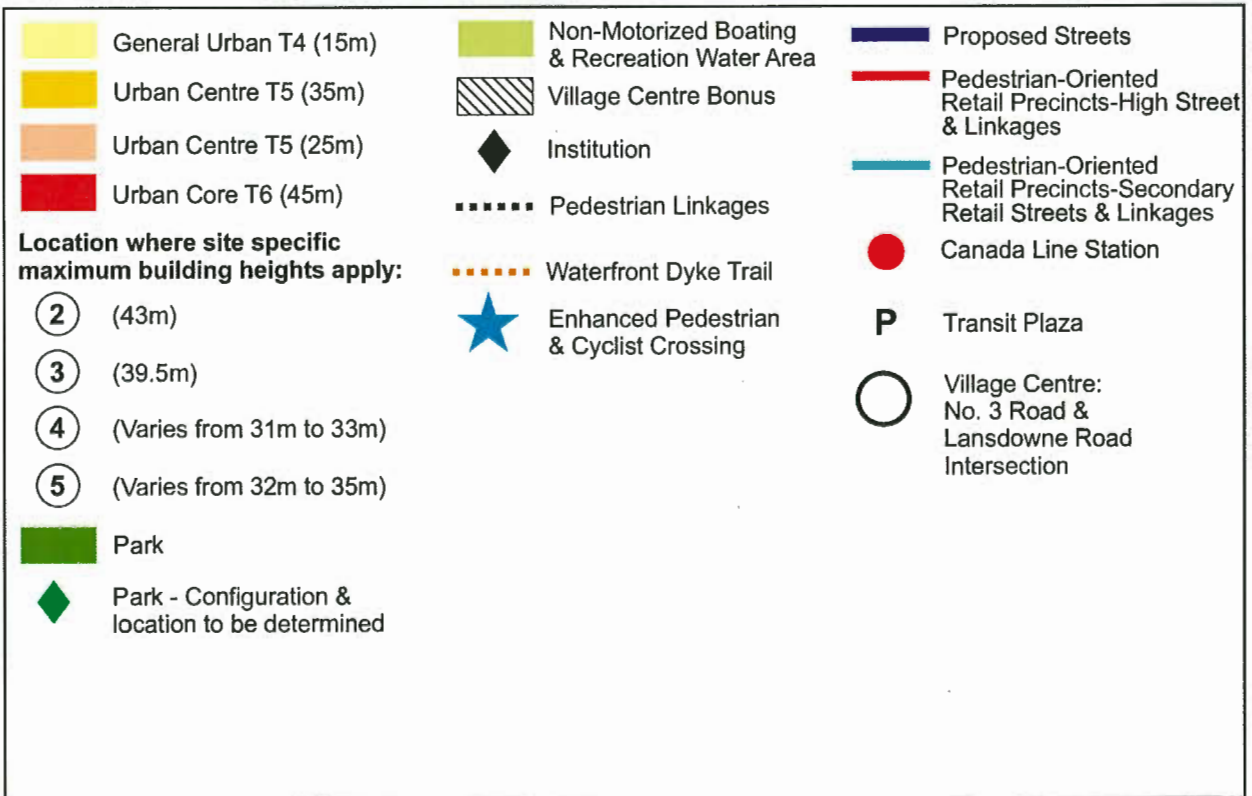 General Urban T4 (15m)
Urban Centre T5 (35m)
Urban Centre T5 (25m)
Urban Core T6 (45m)
Location where site specific
maximum building heights apply:
2 (43m)
3 (39.5m)
4 (Varies from 31m to 33m)
5 (Varies from 32m to 35m)
Park
Park - Configuration &
location to be determined
Non-Motorized Boating
& Recreation Water Area
Village Centre Bonus
Institution
Pedestrian Linkages
Waterfront Dyke Trail
Enhanced Pedestrian
& Cyclist Crossing
Proposed Streets
Pedestrian-Oriented
Retail Precincts-High Street
& Linkages
Pedestrian-Oriented
Retail Precincts-Secondary
Retail Streets & Linkages
Canada Line Station
P Transit Plaza
Village Centre:
No. 3 Road &
Lansdowne Road
Intersection